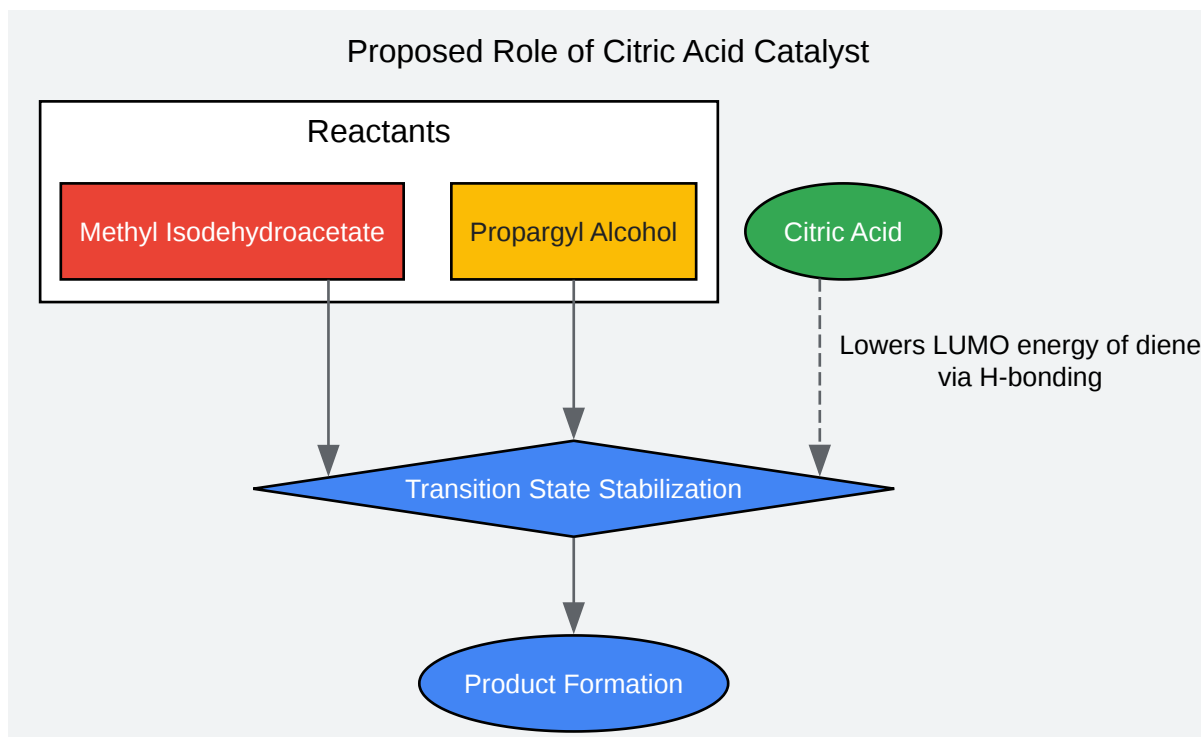 Proposed Role of Citric Acid Catalyst
Reactants
Methyl Isodehydroacetate
Propargyl Alcohol
Citric Acid
Lowers LUMO energy of diene
via H-bonding
Transition State Stabilization
Product Formation